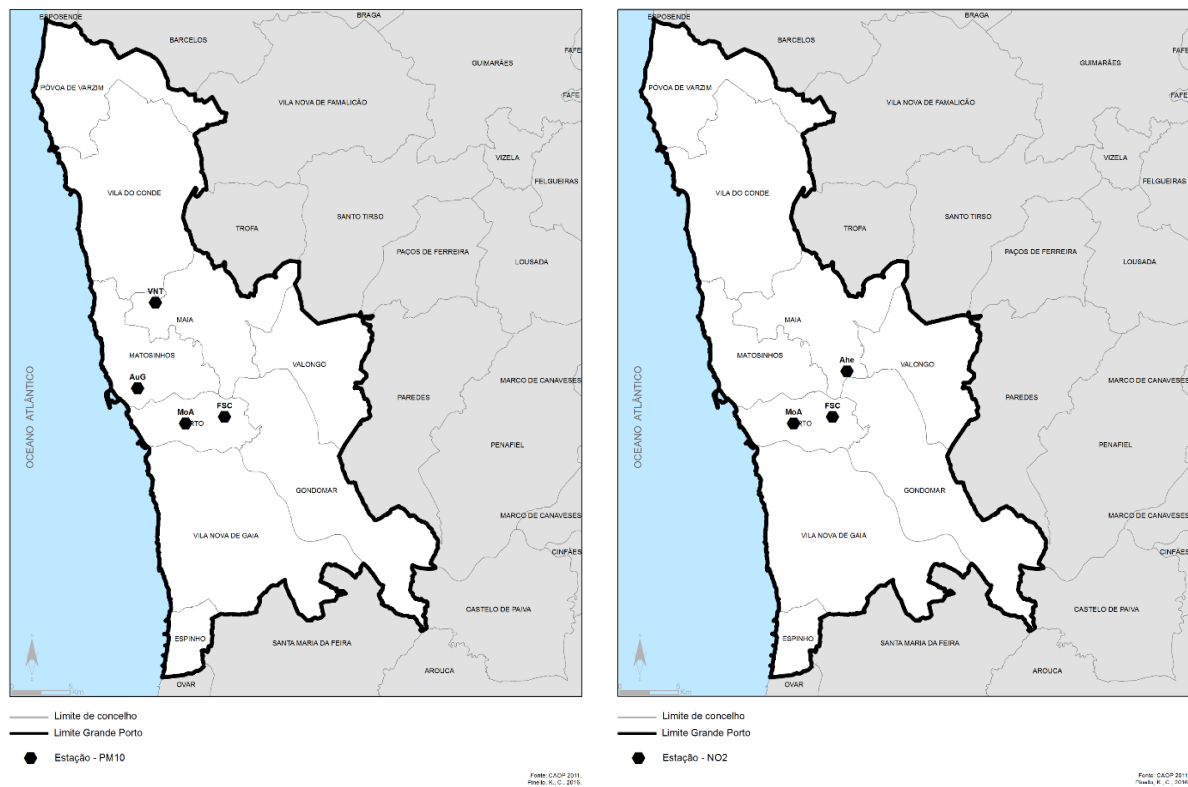 ESPOSENDE
BRAGA
BARCELOS
FAFE
GUIMARÃES
PÓVOA DE VARZIM
FAFE
VILA NOVA DE FAMALICÃO
VIZELA
FELGUEIRAS
VILA DO CONDE
SANTO TIRSO
TROFA
PAÇOS DE FERREIRA
LOUSADA
VNT
MAIA
MATOSINHOS
VALONGO
AuG
MARCO DE CANAVESES
PAREDES
MoA
FSC
RTO
OCEANO ATLÂNTICO
PENAFIEL
GONDOMAR
MARCO DE CANAVESES
VILA NOVA DE GAIA
CINFÃES
CASTELO DE PAIVA
ESPINHO
SANTA MARIA DA FEIRA
AROUCA
OVAR
Km
Limite de concelho
Limite Grande Porto
Estação - PM10
Fonte: CAOP 2011,
ESPOSENDE
BRAGA
BARCELOS
FAFE
GUIMARÃES
PÓVOA DE VARZIM
FAFE
VILA NOVA DE FAMALICÃO
VIZELA
FELGUEIRAS
VILA DO CONDE
SANTO TIRSO
TROFA
PAÇOS DE FERREIRA
LOUSADA
MAIA
MATOSINHOS
Ahe
VALONGO
MARCO DE CANAVESES
PAREDES
MoA
FSC
RTO
OCEANO ATLÂNTICO
PENAFIEL
GONDOMAR
MARCO DE CANAVESES
VILA NOVA DE GAIA
CINFÃES
CASTELO DE PAIVA
ESPINHO
SANTA MARIA DA FEIRA
AROUCA
OVAR
Km
Limite de concelho
Limite Grande Porto
Estação - NO2
Fonte: CAOP 2011